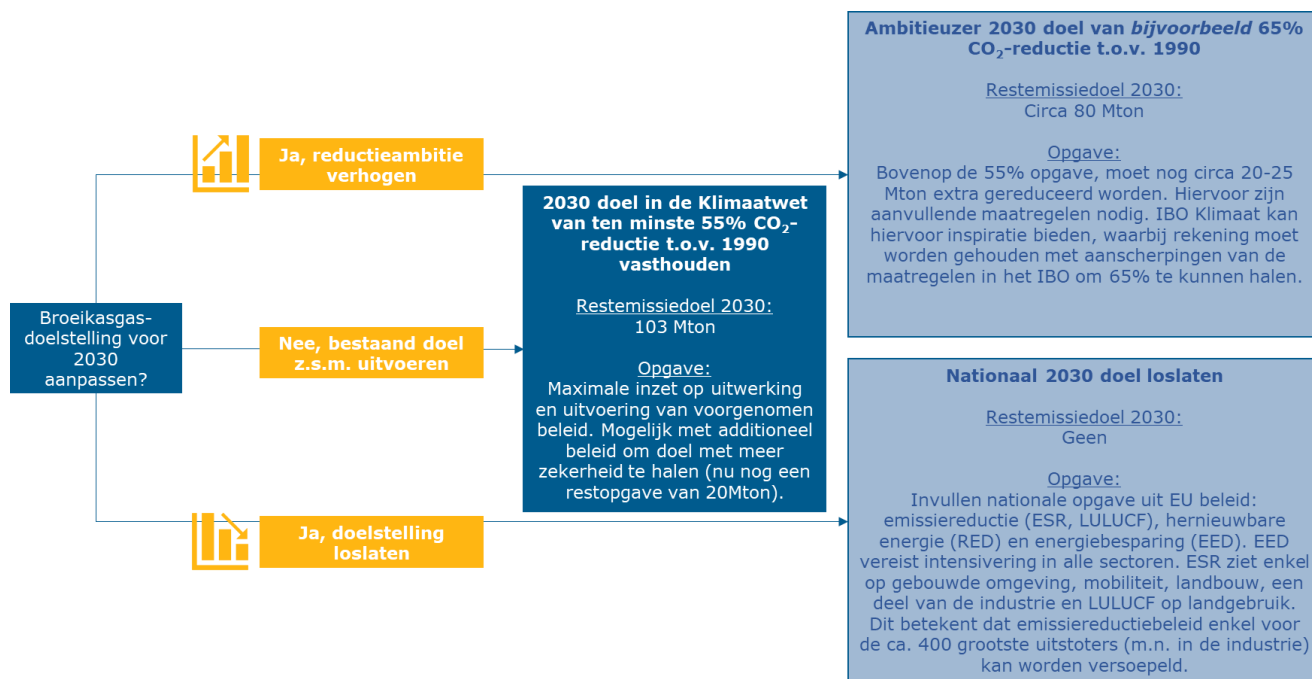 Broeikasgas-
doelstelling voor
2030
aanpassen?
Ja, reductieambitie
verhogen
Nee, bestaand doel
z.s.m. uitvoeren
Ja, doelstelling
loslaten
2030 doel in de Klimaatwet
van ten minste 55% CO₂-
reductie t.o.v. 1990
vasthouden
Restemissiedoel 2030:
103 Mton
Opgave:
Maximale inzet op uitwerking
en uitvoering van voorgenomen
beleid. Mogelijk met additioneel
beleid om doel met meer
zekerheid te halen (nu nog een
restopgave van 20Mton).
Ambitieuzer 2030 doel van bijvoorbeeld 65%
CO₂-reductie t.o.v. 1990
Restemissiedoel 2030:
Circa 80 Mton
Opgave:
Bovenop de 55% opgave, moet nog circa 20-25
Mton extra gereduceerd worden. Hiervoor zijn
aanvullende maatregelen nodig. IBO Klimaat kan
hiervoor inspiratie bieden, waarbij rekening moet
worden gehouden met aanscherpingen van de
maatregelen in het IBO om 65% te kunnen halen.
Nationaal 2030 doel loslaten
Restemissiedoel 2030:
Geen
Opgave:
Invullen nationale opgave uit EU beleid:
emissiereductie (ESR, LULUCF), hernieuwbare
energie (RED) en energiebesparing (EED). EED
vereist intensivering in alle sectoren. ESR ziet enkel
op gebouwde omgeving, mobiliteit, landbouw, een
deel van de industrie en LULUCF op landgebruik.
Dit betekent dat emissiereductiebeleid enkel voor
de ca. 400 grootste uitstoters (m.n. in de industrie)
kan worden versoepeld.